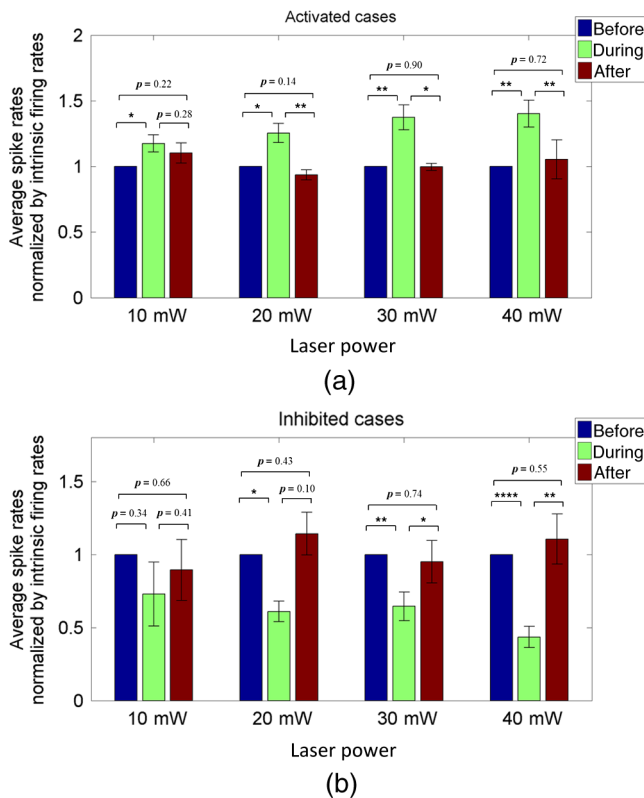 Activated cases
Before
During
After
Average spike rates
normalized by intrinsic firing rates
2
1.5
1
0.5
0
p = 0.22
* p = 0.28
p = 0.14
* **
p = 0.90
** *
p = 0.72
** **
10 mW 20 mW 30 mW 40 mW
Laser power
(a)
Inhibited cases
Before
During
After
Average spike rates
normalized by intrinsic firing rates
1.5
1
0.5
0
p = 0.66
p = 0.34 p = 0.41
p = 0.43
* p = 0.10
p = 0.74
** *
p = 0.55
**** **
10 mW 20 mW 30 mW 40 mW
Laser power
(b)